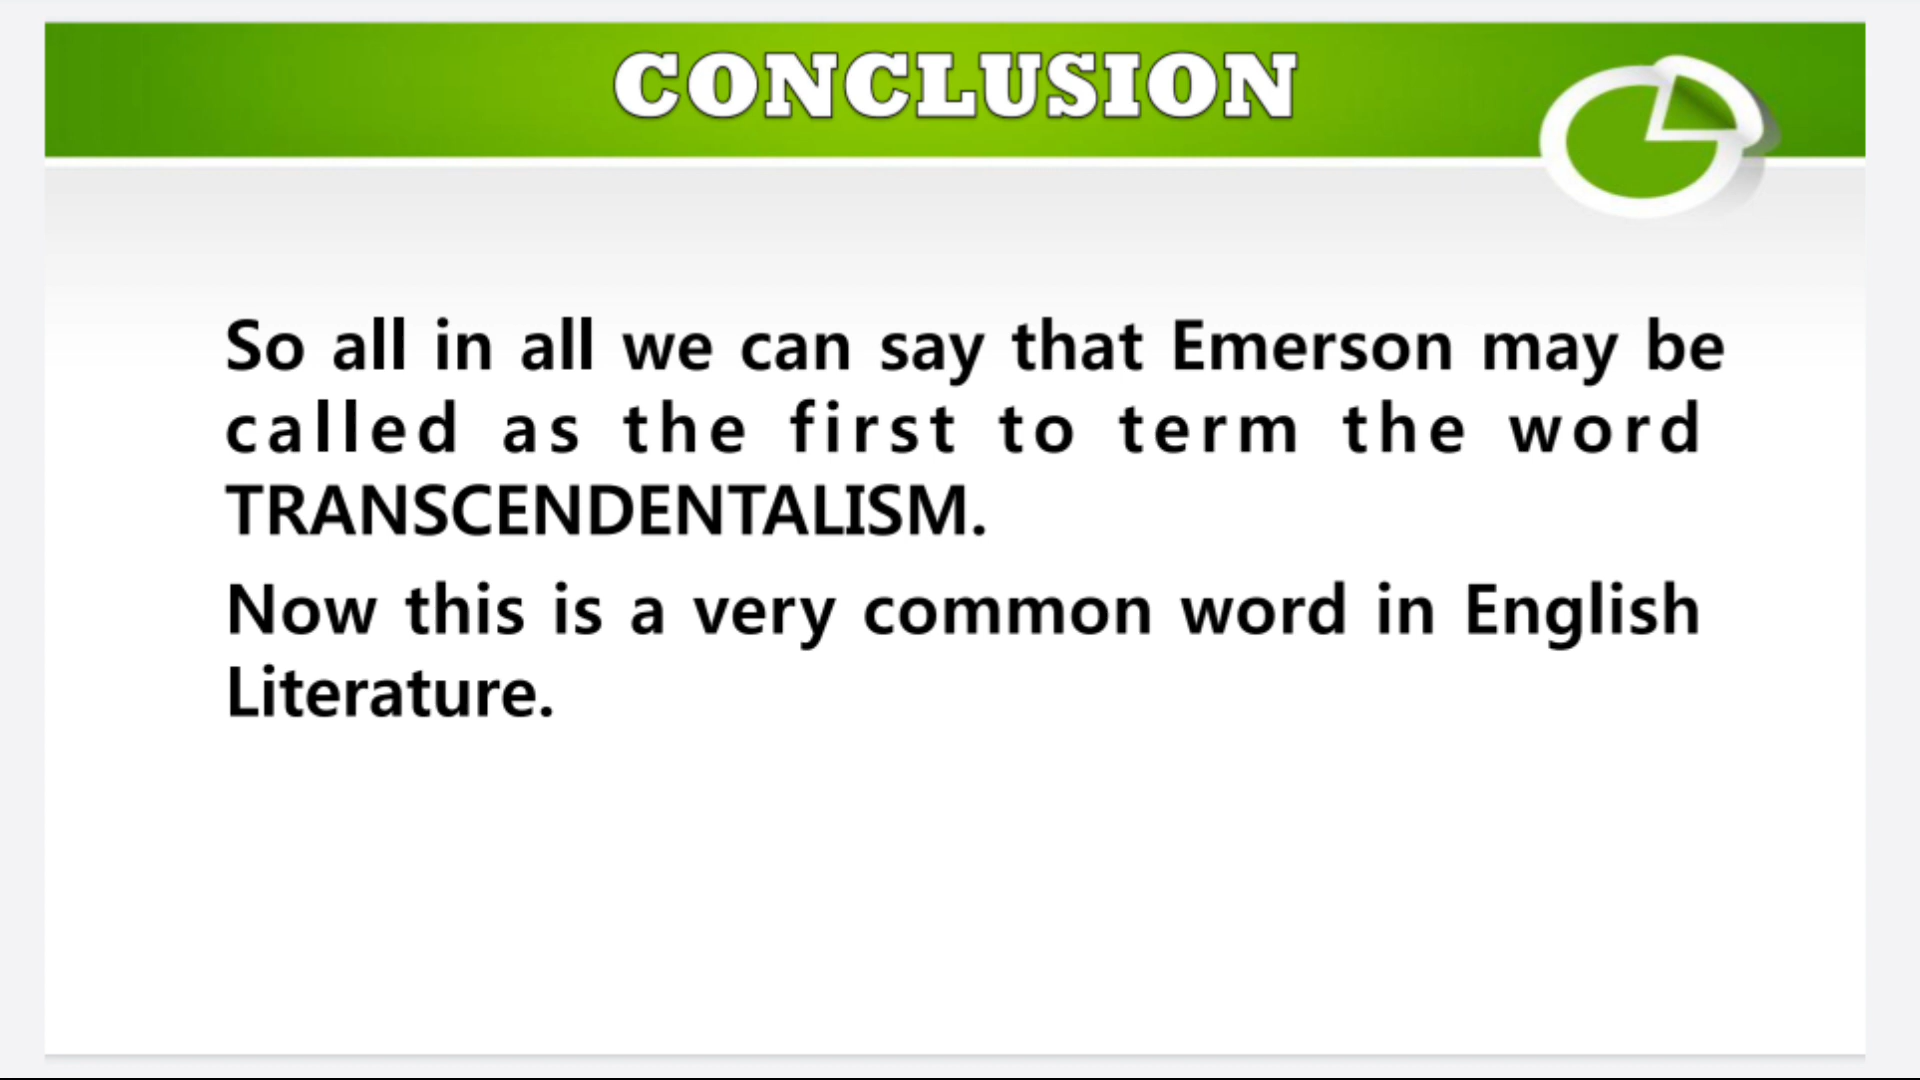 CONCLUSION
So all in all we can say that Emerson may be
called as the first to term the word
TRANSCENDENTALISM.
Now this is a very common word in English
Literature.